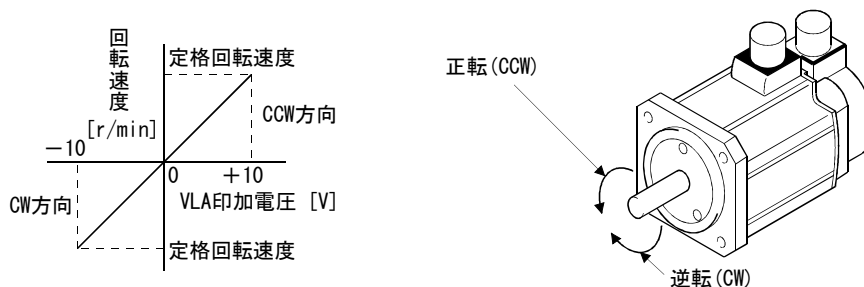 回転速度
[r/min]
定格回転速度
CCW方向
-10
0
+10
CW方向
VLA印加電圧 [V]
定格回転速度
正転(CCW)
逆転(CW)